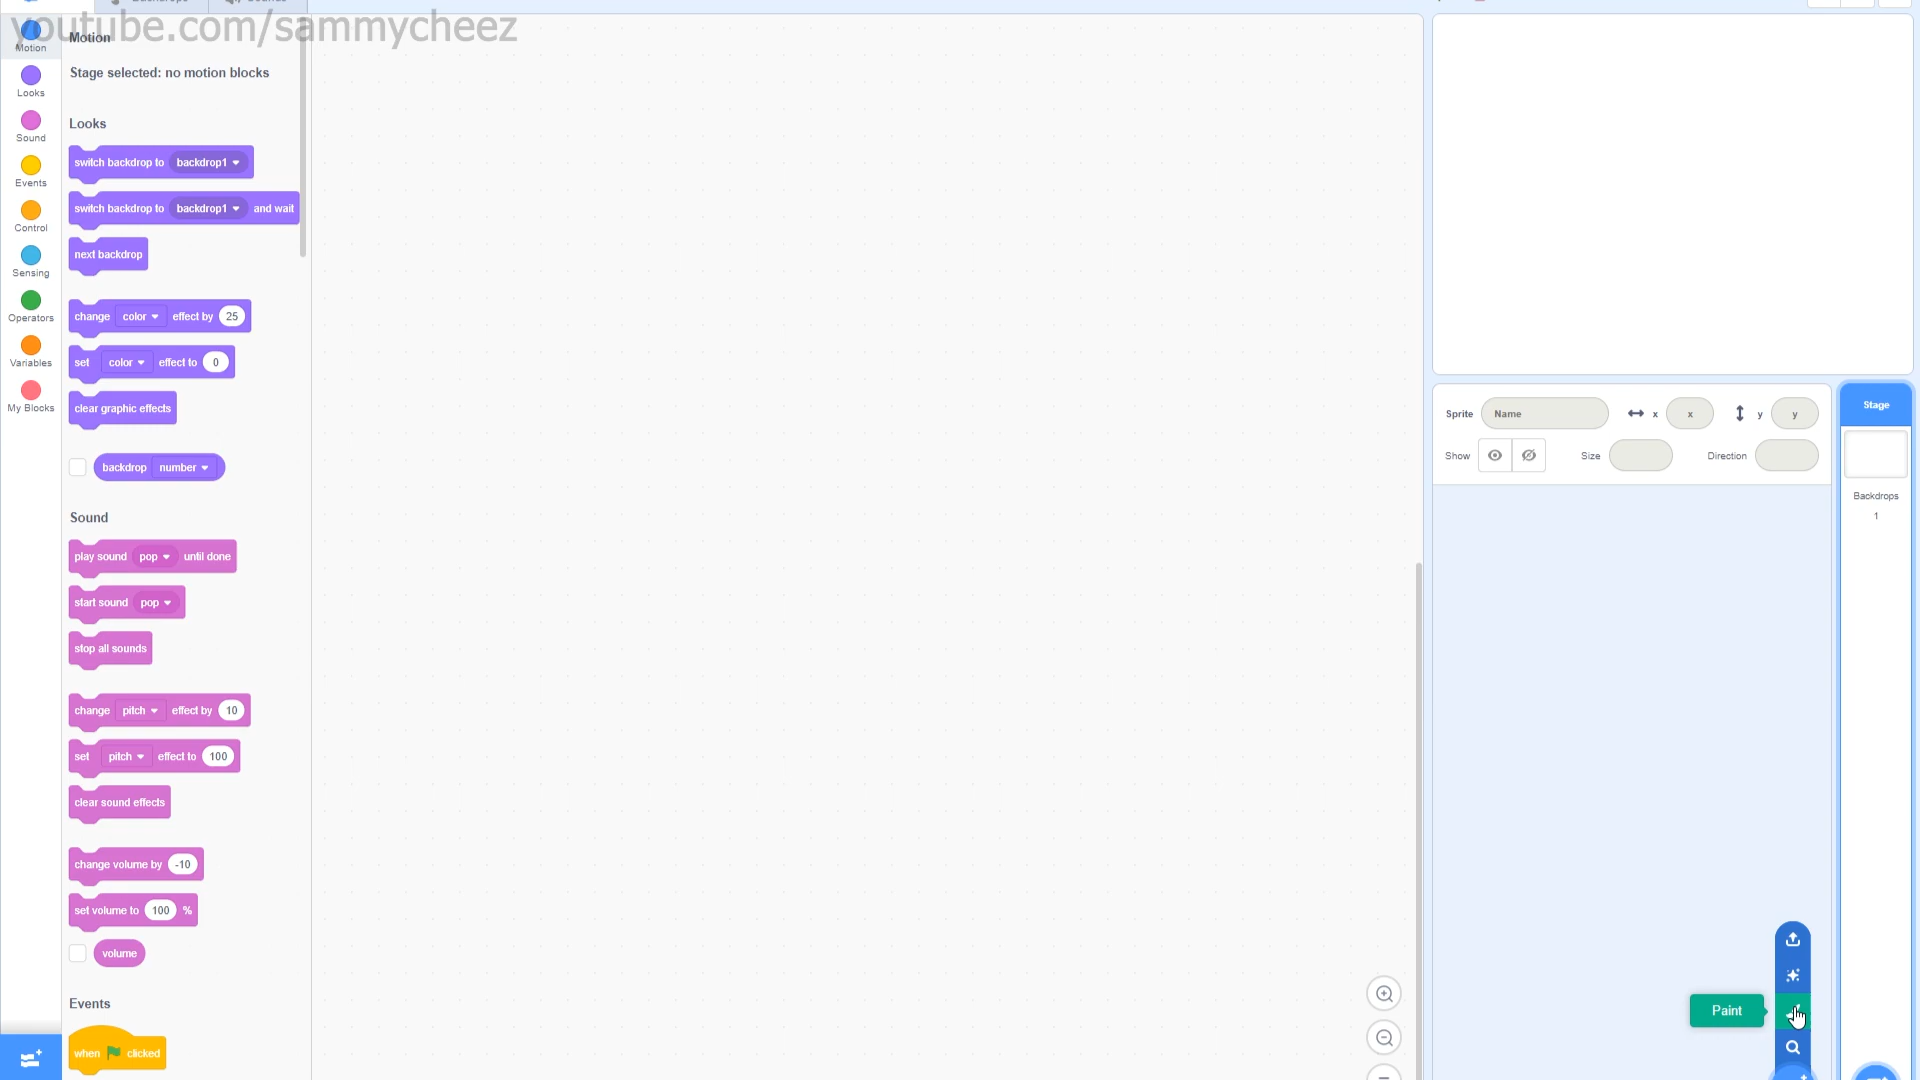 youtube.com/sammycheez
Motion
Looks
Sound
Events
Control
Sensing
Operators
Variables
My Blocks
Motion
Stage selected: no motion blocks
Looks
switch backdrop to backdrop1
switch backdrop to backdrop1 and wait
next backdrop
change color effect by 25
set color effect to 0
clear graphic effects
backdrop number
Sound
play sound pop until done
start sound pop
stop all sounds
change pitch effect by 10
set pitch effect to 100
clear sound effects
change volume by -10
set volume to 100 %
volume
Events
when clicked
Sprite Name x x y y
Show Size Direction
Stage
Backdrops
1
Paint